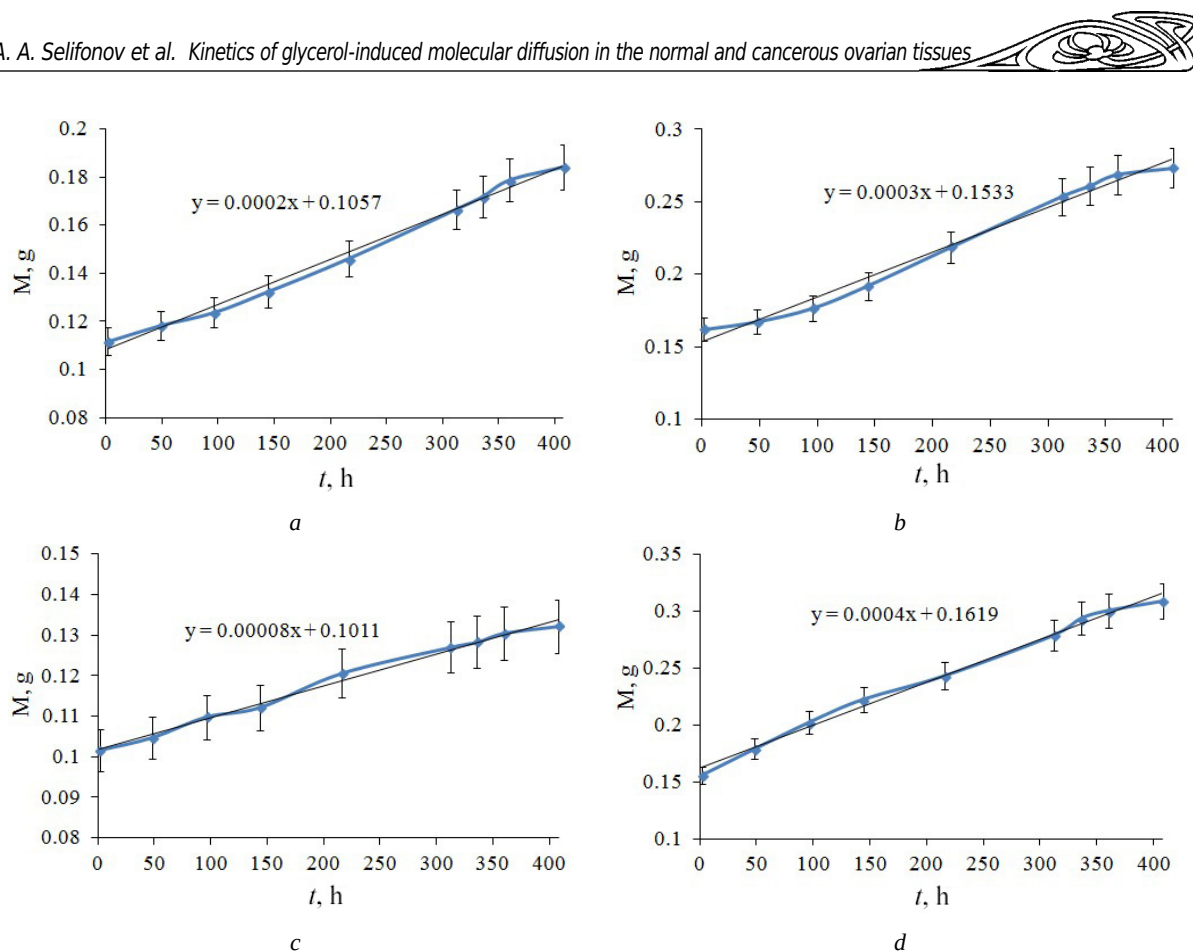 A. A. Selifonov et al. Kinetics of glycerol-induced molecular diffusion in the normal and cancerous ovarian tissues
0.2
0.18
0.16
0.14
0.12
0.1
0.08
M, g
y = 0.0002x + 0.1057
0 50 100 150 200 250 300 350 400
t, h
a
0.3
0.25
0.2
0.15
0.1
M, g
y = 0.0003x + 0.1533
0 50 100 150 200 250 300 350 400
t, h
b
0.15
0.14
0.13
0.12
0.11
0.1
0.09
0.08
M, g
y = 0.00008x + 0.1011
0 50 100 150 200 250 300 350 400
t, h
c
0.35
0.3
0.25
0.2
0.15
0.1
M, g
y = 0.0004x + 0.1619
0 50 100 150 200 250 300 350 400
t, h
d